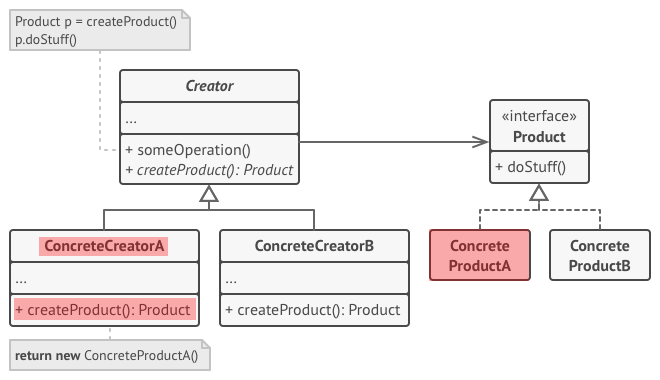 Product p = createProduct()
p.doStuff()
Creator
...
+ someOperation()
+ createProduct(): Product
«interface»
Product
+ doStuff()
ConcreteCreatorA
...
+ createProduct(): Product
ConcreteCreatorB
...
+ createProduct(): Product
Concrete
ProductA
Concrete
ProductB
return new ConcreteProductA()